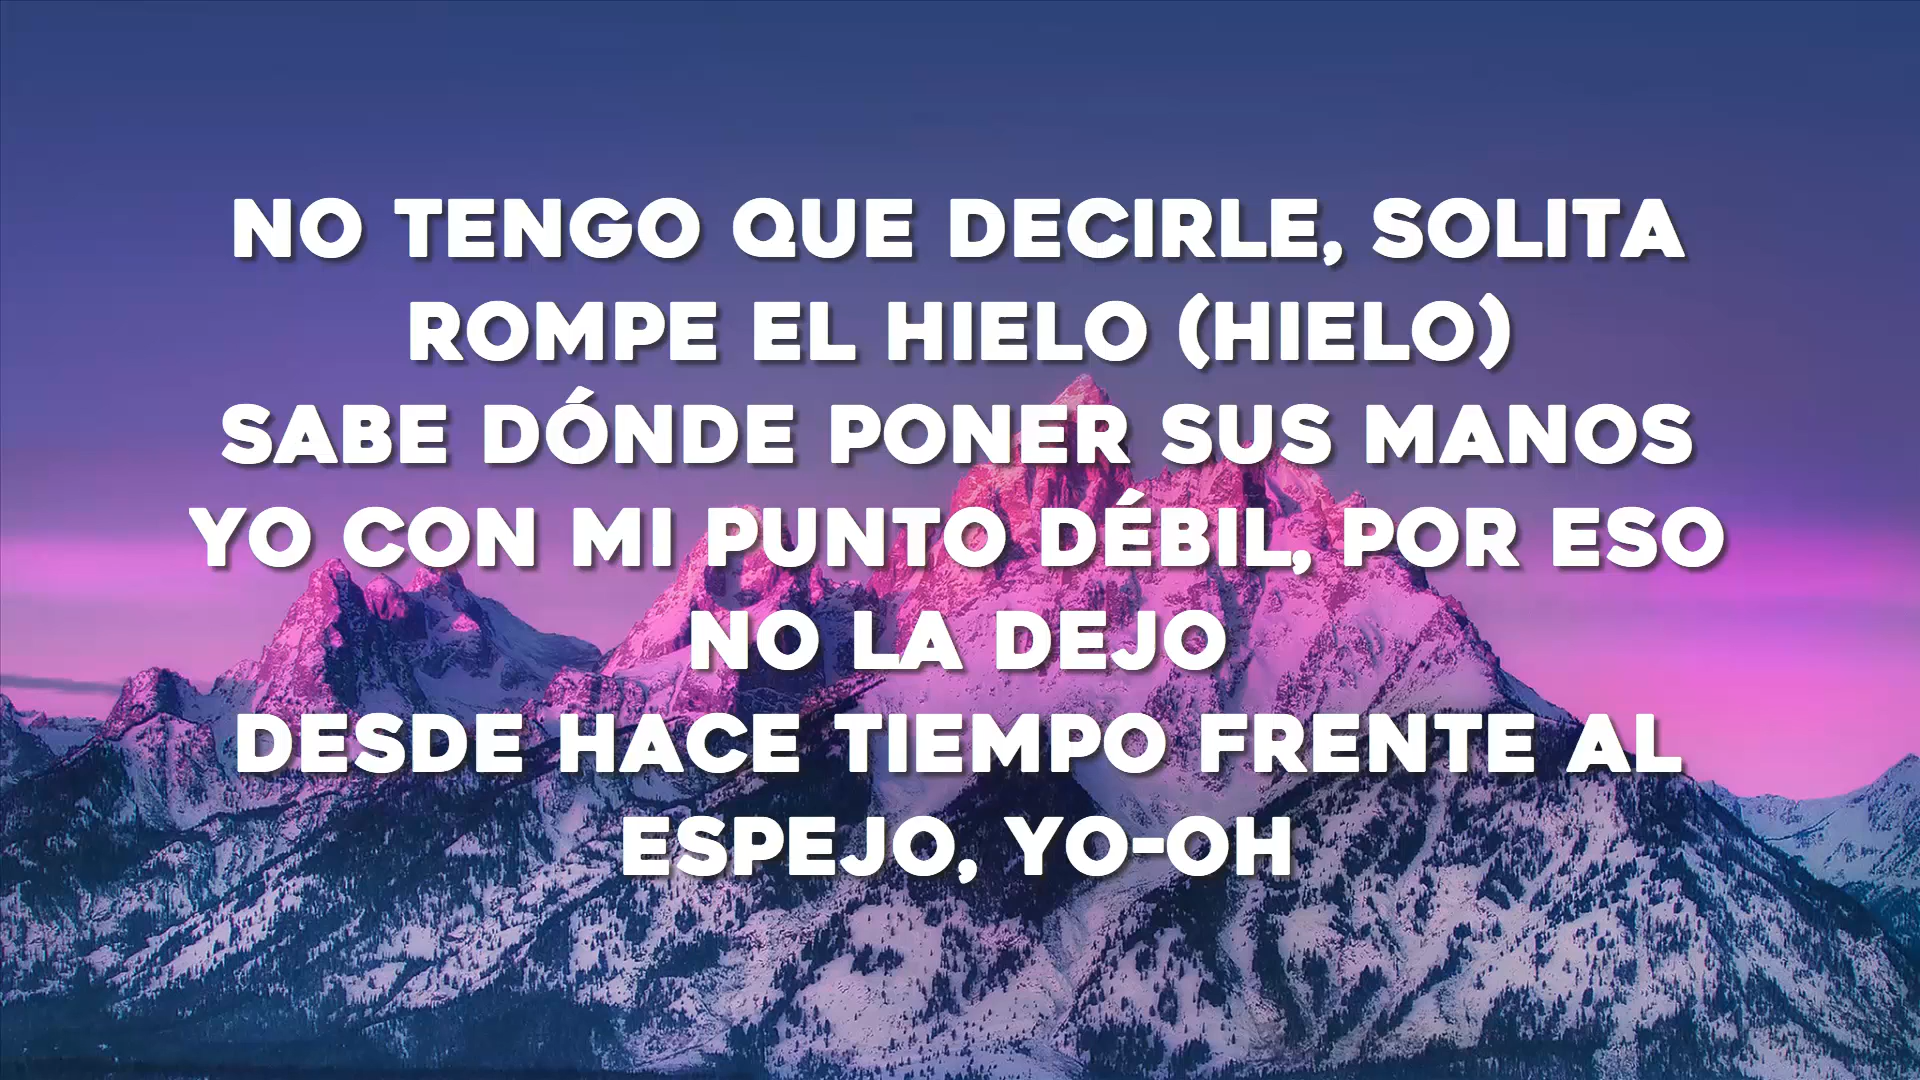 NO TENGO QUE DECIRLE, SOLITA
ROMPE EL HIELO (HIELO)
SABE DÓNDE PONER SUS MANOS
YO CON MI PUNTO DÉBIL, POR ESO
NO LA DEJO
DESDE HACE TIEMPO FRENTE AL
ESPEJO, YO-OH